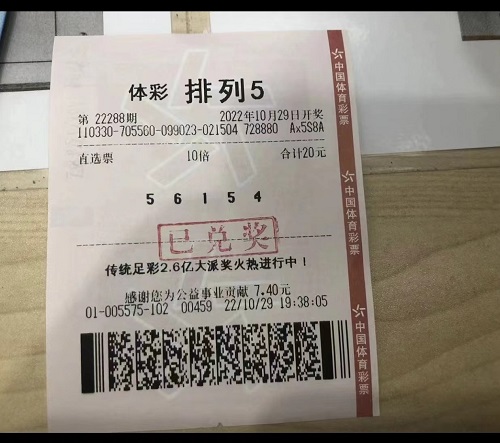 体彩 排列5
第 22288期 2022年10月29日开奖
110330-705560-099023-021504 728880 Ax5S8A
直选票 10倍 合计20元
5 6 1 5 4
已兑奖
传统足彩2.6亿大派奖火热进行中！
感谢您为公益事业贡献 7.40元
01-005575-102 00459 22/10/29 19:38:05
中国体育彩票
中国体育彩票
中国体育彩票